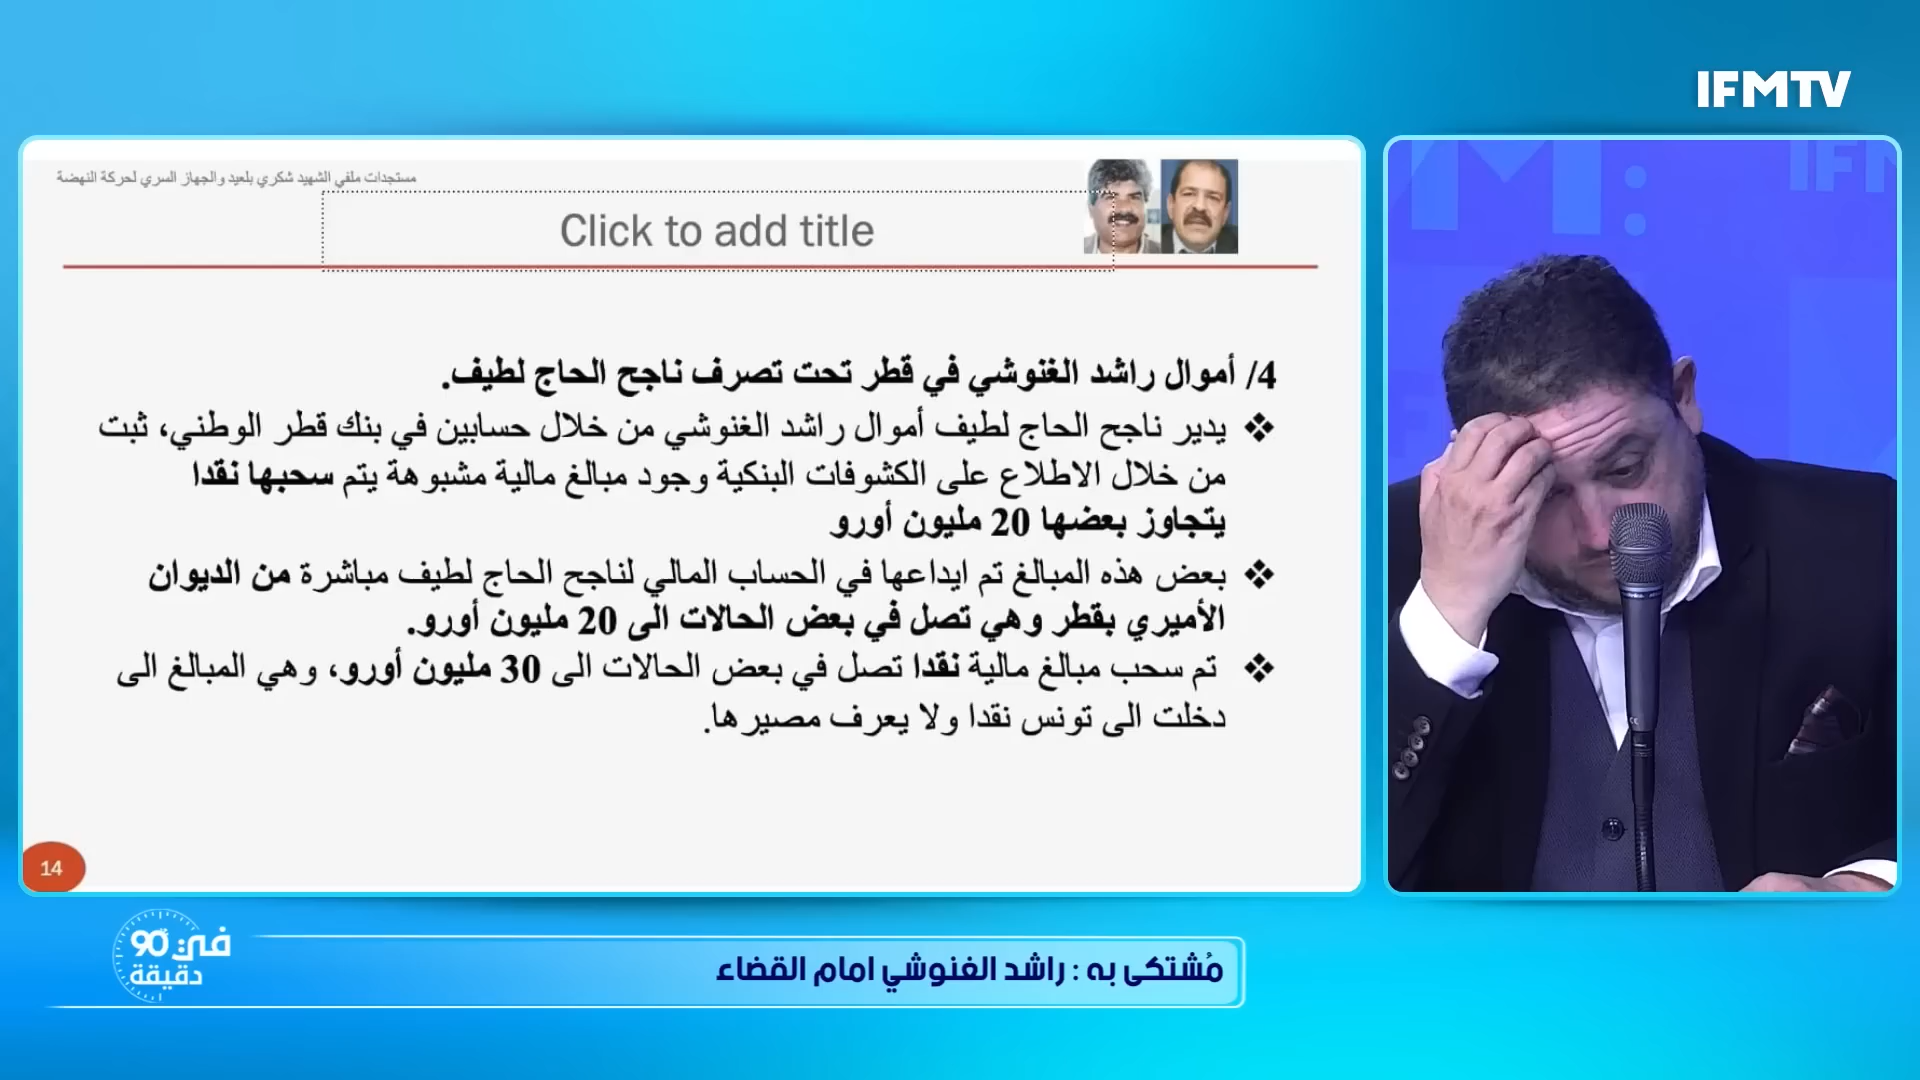 IFMTV
مستجدات ملفي الشهيد شكري بلعيد والجهاز السري لحركة النهضة
Click to add title
4/ أموال راشد الغنوشي في قطر تحت تصرف ناجح الحاج لطيف.
❖ يدير ناجح الحاج لطيف أموال راشد الغنوشي من خلال حسابين في بنك قطر الوطني، ثبت
من خلال الاطلاع على الكشوفات البنكية وجود مبالغ مالية مشبوهة يتم سحبها نقدا
يتجاوز بعضها 20 مليون أورو
❖ بعض هذه المبالغ تم ايداعها في الحساب المالي لناجح الحاج لطيف مباشرة من الديوان
الأميري بقطر وهي تصل في بعض الحالات الى 20 مليون أورو.
❖ تم سحب مبالغ مالية نقدا تصل في بعض الحالات الى 30 مليون أورو، وهي المبالغ الى
دخلت الى تونس نقدا ولا يعرف مصيرها.
14
في 90
دقيقة
مُشتكى به : راشد الغنوشي امام القضاء